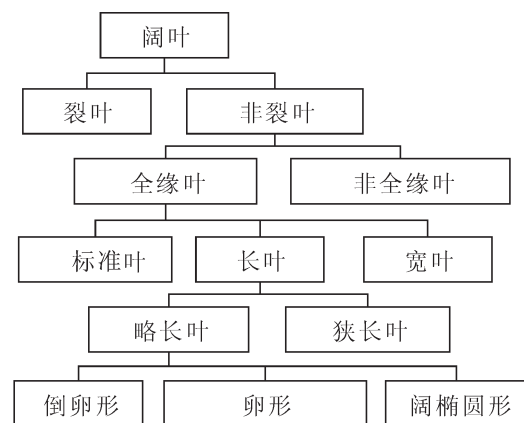 阔叶
裂叶 非裂叶
全缘叶 非全缘叶
标准叶 长叶 宽叶
略长叶 狭长叶
倒卵形 卵形 阔椭圆形